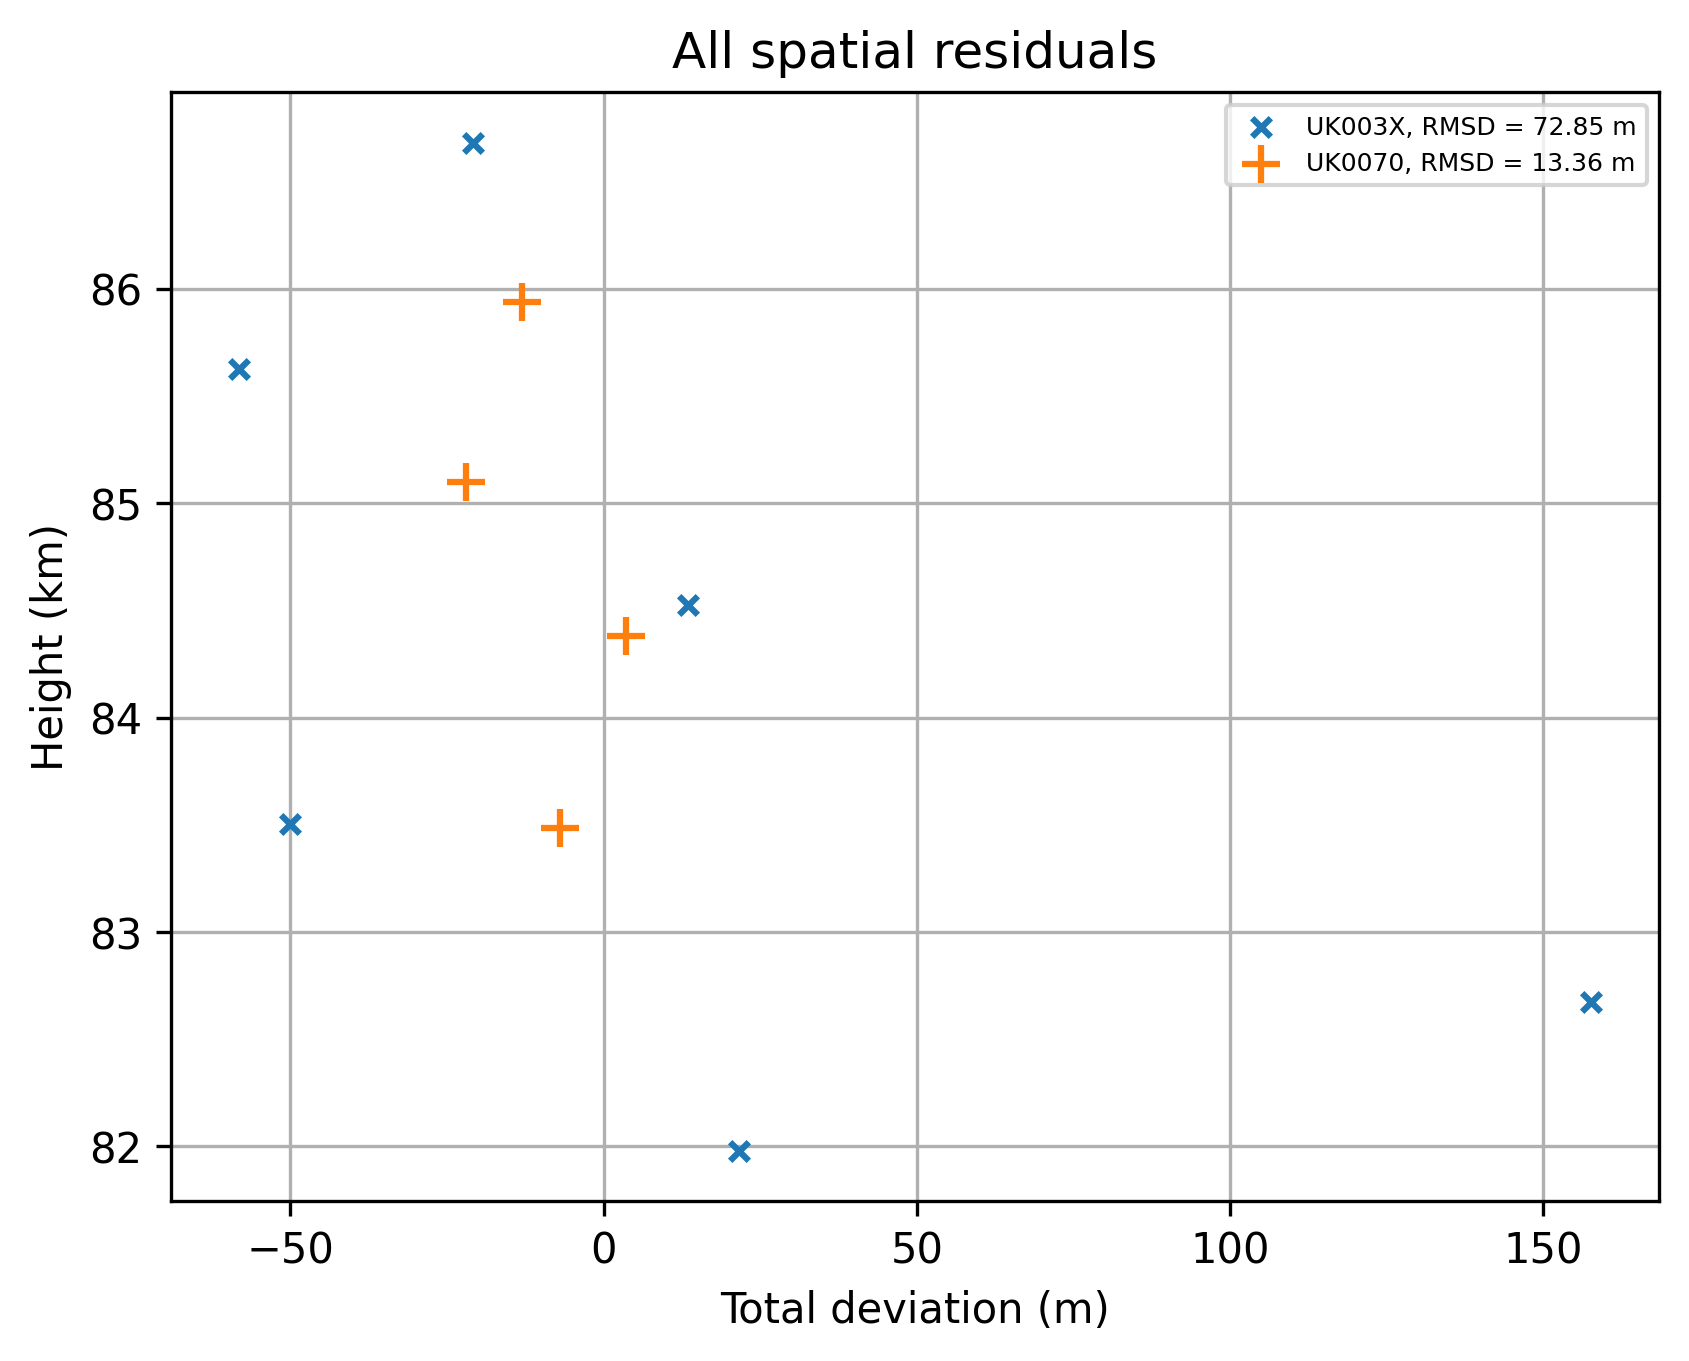 All spatial residuals
UK003X, RMSD = 72.85 m
UK0070, RMSD = 13.36 m
86
85
84
83
82
Height (km)
−50
0
50
100
150
Total deviation (m)